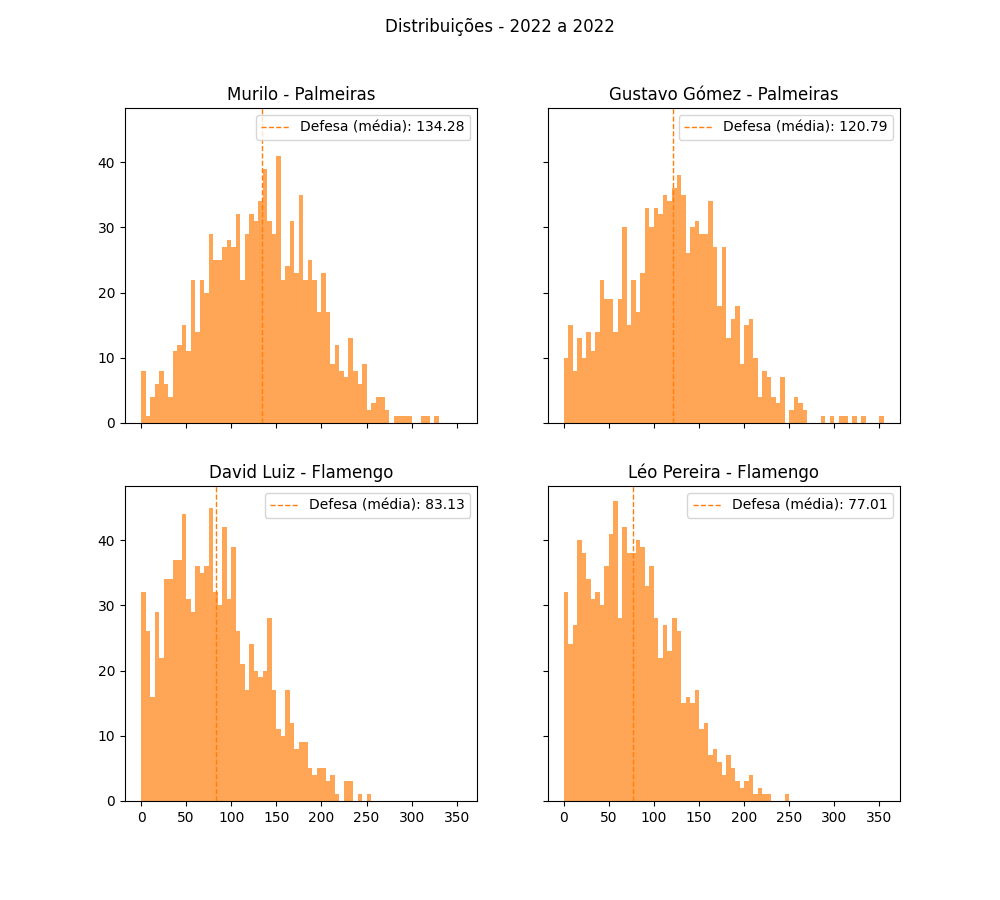 Distribuições - 2022 a 2022
Murilo - Palmeiras
Defesa (média): 134.28
40
30
20
10
0
Gustavo Gómez - Palmeiras
Defesa (média): 120.79
David Luiz - Flamengo
Defesa (média): 83.13
40
30
20
10
0
0 50 100 150 200 250 300 350
Léo Pereira - Flamengo
Defesa (média): 77.01
0 50 100 150 200 250 300 350